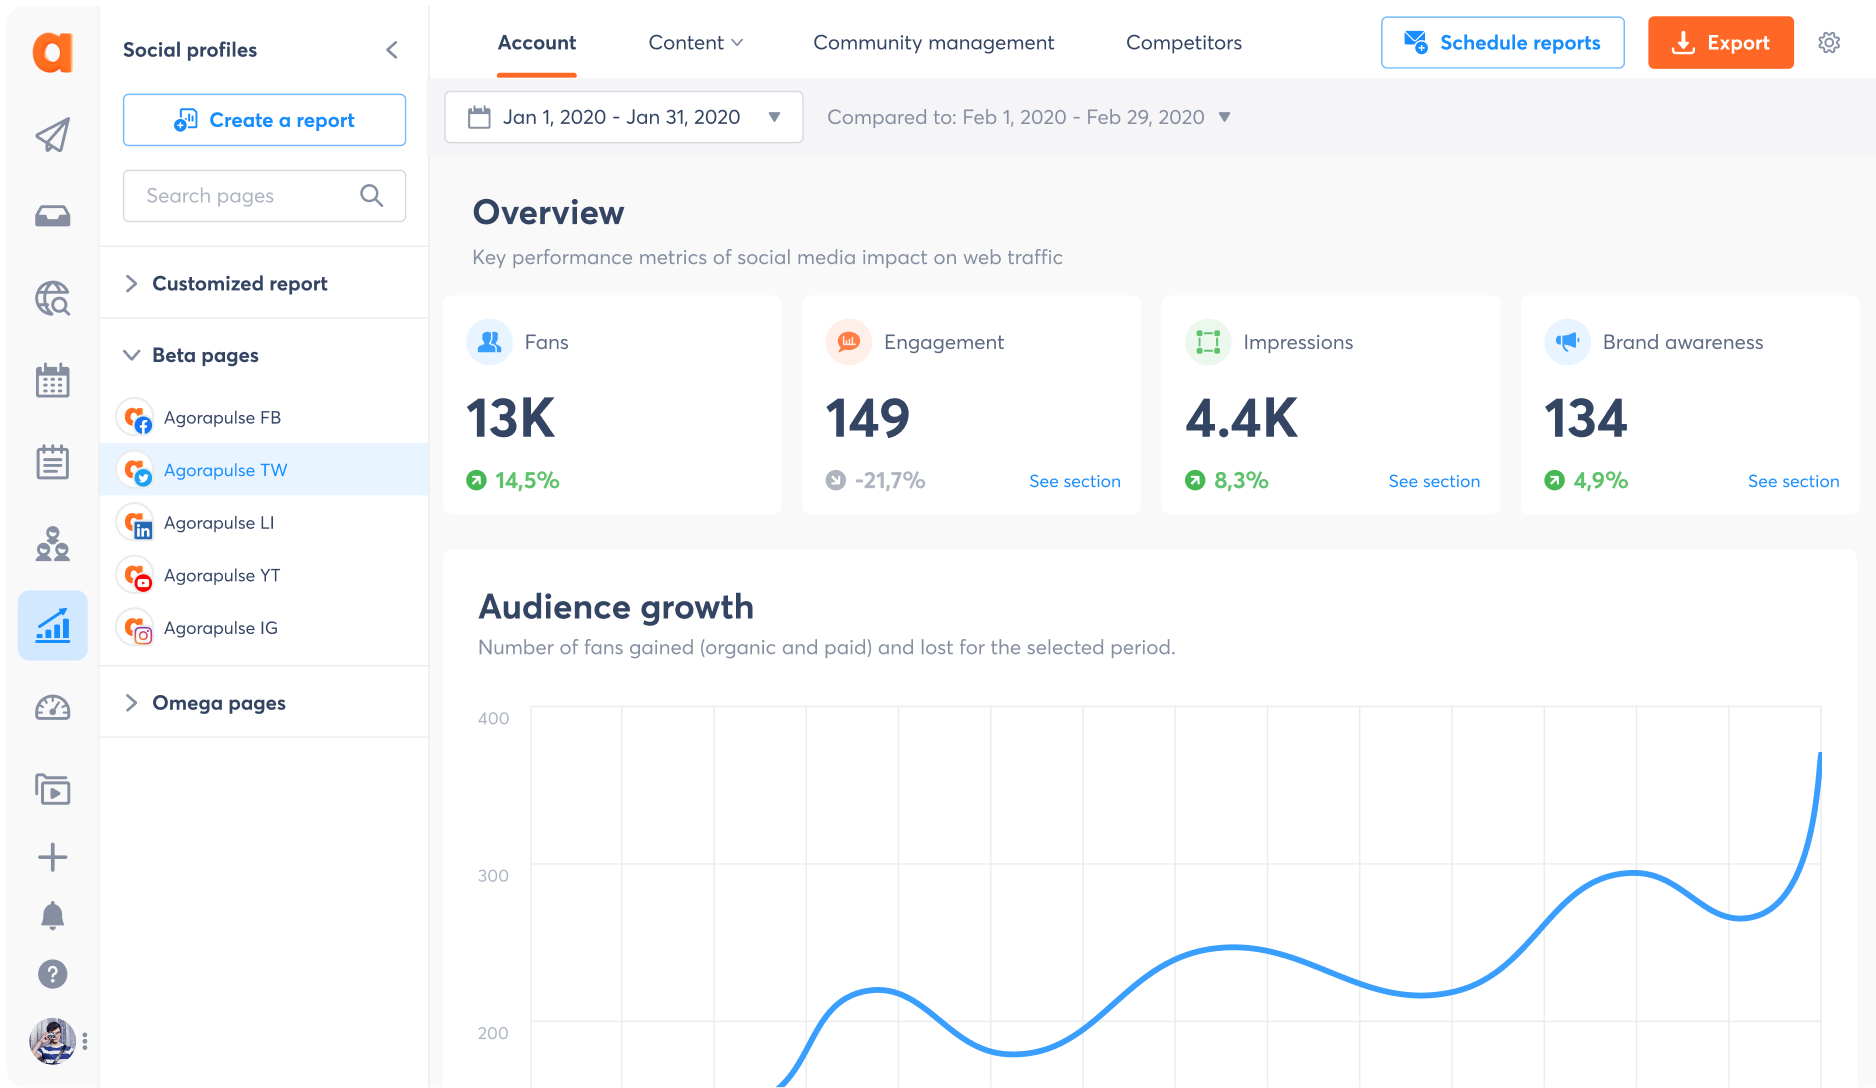 Social profiles
Create a report
Search pages
Customized report
Beta pages
Agorapulse FB
Agorapulse TW
Agorapulse LI
Agorapulse YT
Agorapulse IG
Omega pages
Account
Content
Community management
Competitors
Schedule reports
Export
Jan 1, 2020 - Jan 31, 2020
Compared to: Feb 1, 2020 - Feb 29, 2020
Overview
Key performance metrics of social media impact on web traffic
Fans
13K
14,5%
Engagement
149
-21,7%
See section
Impressions
4.4K
8,3%
See section
Brand awareness
134
4,9%
See section
Audience growth
Number of fans gained (organic and paid) and lost for the selected period.
400
300
200